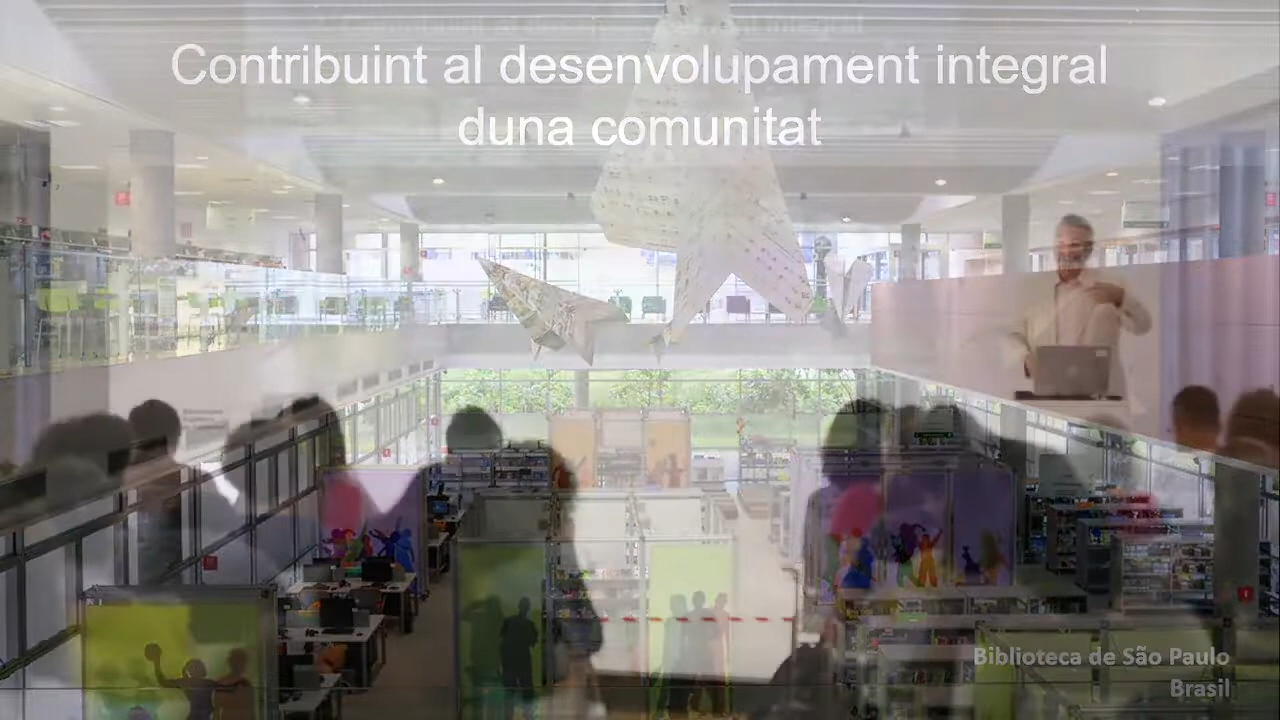 Contribuint al desenvolupament integral
duna comunitat
Biblioteca de São Paulo
Brasil